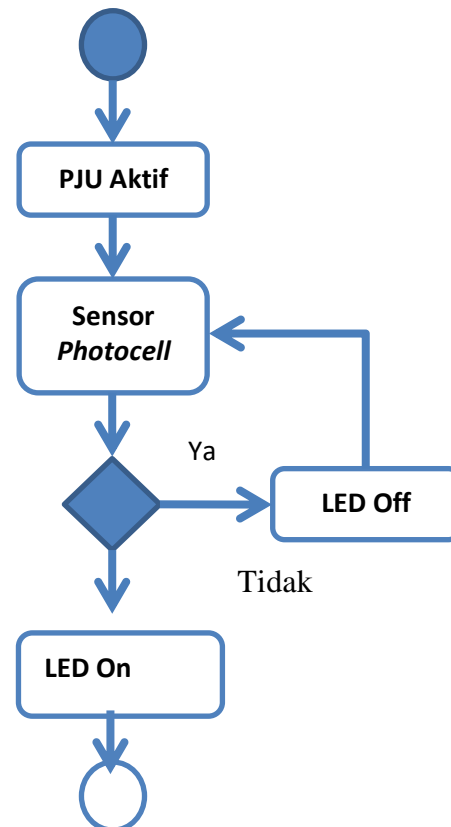 PJU Aktif
Sensor
Photocell
Ya
LED Off
Tidak
LED On